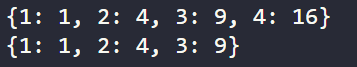 {1: 1, 2: 4, 3: 9, 4: 16}
{1: 1, 2: 4, 3: 9}